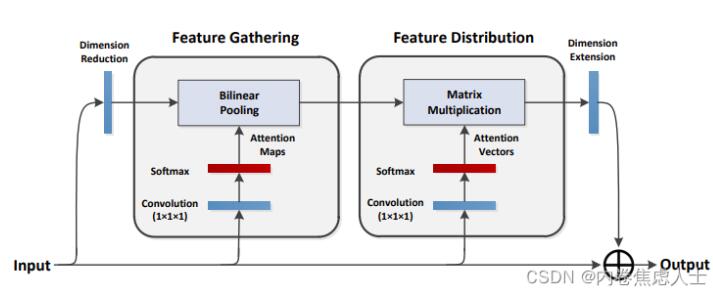 Feature Gathering
Feature Distribution
Dimension
Reduction
Dimension
Extension
Bilinear
Pooling
Matrix
Multiplication
Attention
Maps
Attention
Vectors
Softmax
Softmax
Convolution
(1×1×1)
Convolution
(1×1×1)
Input
Output
CSDN @内卷焦虑人士